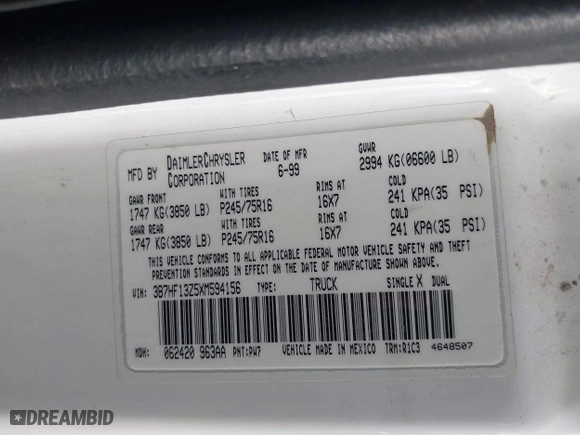 MFD BY DAIMLERCHRYSLER CORPORATION
DATE OF MFR 6-99
GVWR 2994 KG(06600 LB)
GAWR FRONT WITH TIRES RIMS AT COLD
1747 KG(3850 LB) P245/75R16 16X7 241 KPA(35 PSI)
GAWR REAR WITH TIRES RIMS AT COLD
1747 KG(3850 LB) P245/75R16 16X7 241 KPA(35 PSI)
THIS VEHICLE CONFORMS TO ALL APPLICABLE FEDERAL MOTOR VEHICLE SAFETY AND THEFT
PREVENTION STANDARDS IN EFFECT ON THE DATE OF MANUFACTURE SHOWN ABOVE.
VIN: 3B7HF13Z5XM594156 TYPE: TRUCK SINGLE X DUAL
MDH: 062420 963AA PNT:PW7 VEHICLE MADE IN MEXICO TRM:R1C3 4648507
DREAMBID